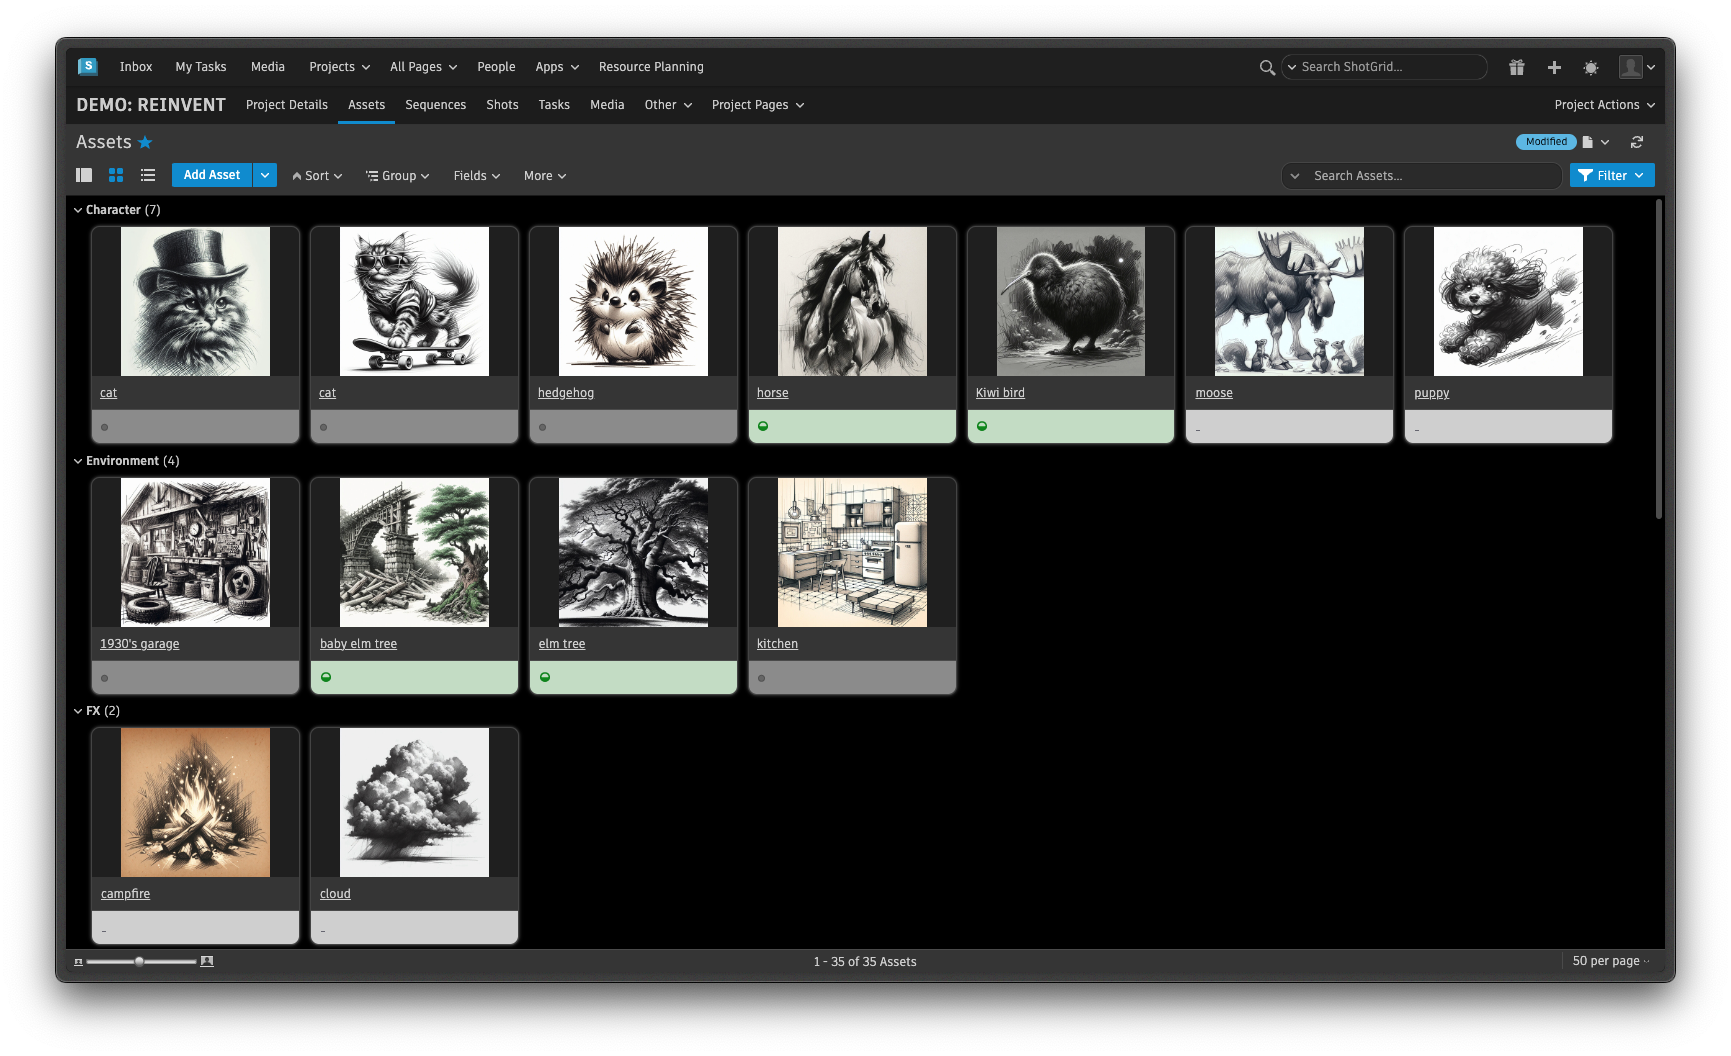 S Inbox My Tasks Media Projects All Pages People Apps Resource Planning Search ShotGrid...
DEMO: REINVENT Project Details Assets Sequences Shots Tasks Media Other Project Pages Project Actions
Assets Modified
Add Asset Sort Group Fields More Search Assets... Filter
Character (7)
cat cat hedgehog horse Kiwi bird moose puppy
- -
Environment (4)
1930's garage baby elm tree elm tree kitchen
FX (2)
campfire cloud
- -
1 - 35 of 35 Assets 50 per page